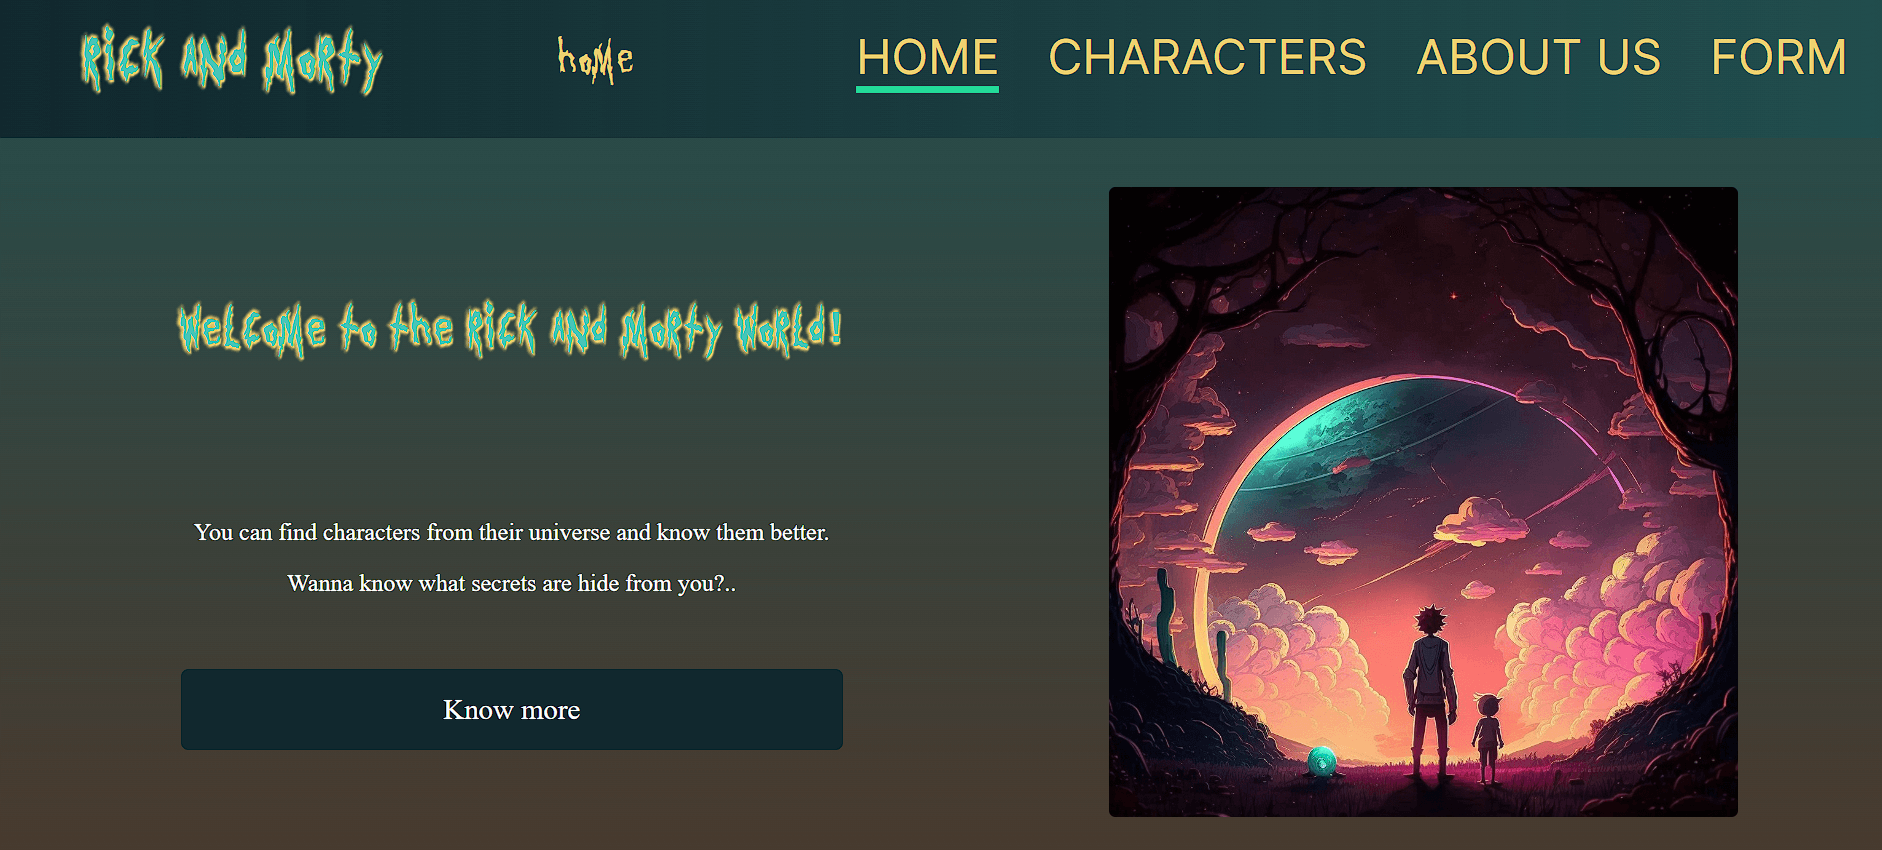 Rick and Morty
home
HOME CHARACTERS ABOUT US FORM
Welcome to the Rick and Morty World!
You can find characters from their universe and know them better.
Wanna know what secrets are hide from you?..
Know more